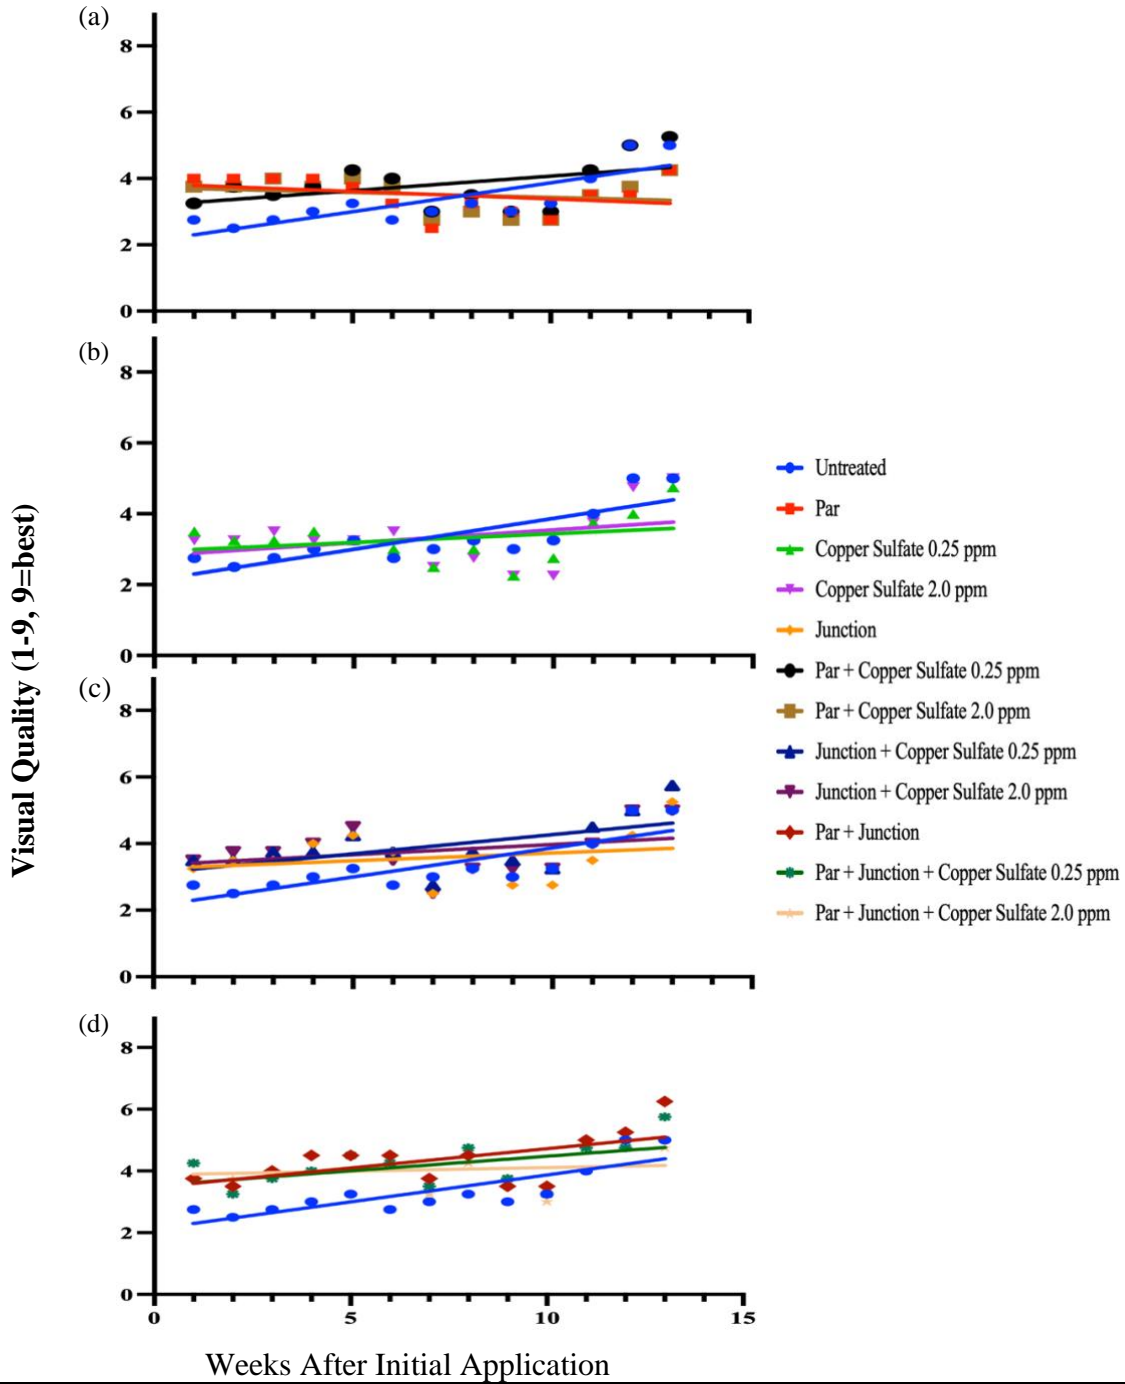 (a)
8
6
4
2
0
(b)
8
6
4
2
0
(c)
8
6
4
2
0
(d)
8
6
4
2
0
0 5 10 15
Weeks After Initial Application
Visual Quality (1-9, 9=best)
Untreated
Par
Copper Sulfate 0.25 ppm
Copper Sulfate 2.0 ppm
Junction
Par + Copper Sulfate 0.25 ppm
Par + Copper Sulfate 2.0 ppm
Junction + Copper Sulfate 0.25 ppm
Junction + Copper Sulfate 2.0 ppm
Par + Junction
Par + Junction + Copper Sulfate 0.25 ppm
Par + Junction + Copper Sulfate 2.0 ppm